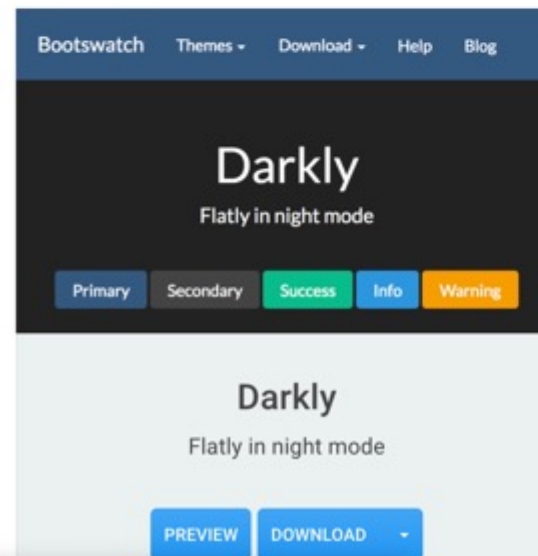 Bootswatch Themes Download Help Blog
Darkly
Flatly in night mode
Primary Secondary Success Info Warning
Darkly
Flatly in night mode
PREVIEW DOWNLOAD